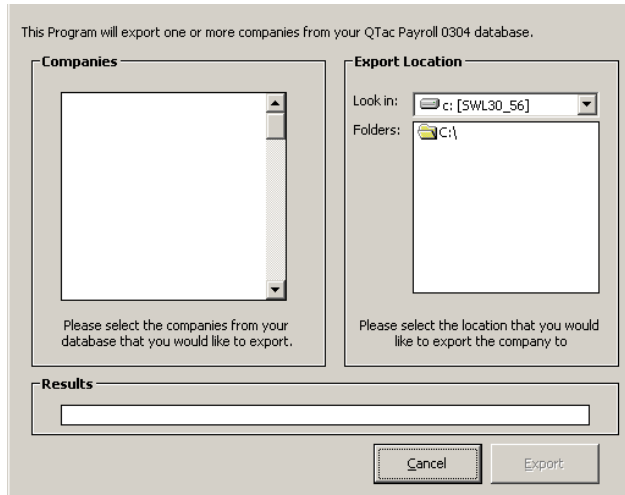 This Program will export one or more companies from your QTac Payroll 0304 database.
Companies
Please select the companies from your
database that you would like to export.
Export Location
Look in:
c: [SWL30_56]
Folders:
C:\
Please select the location that you would
like to export the company to
Results
Cancel
Export